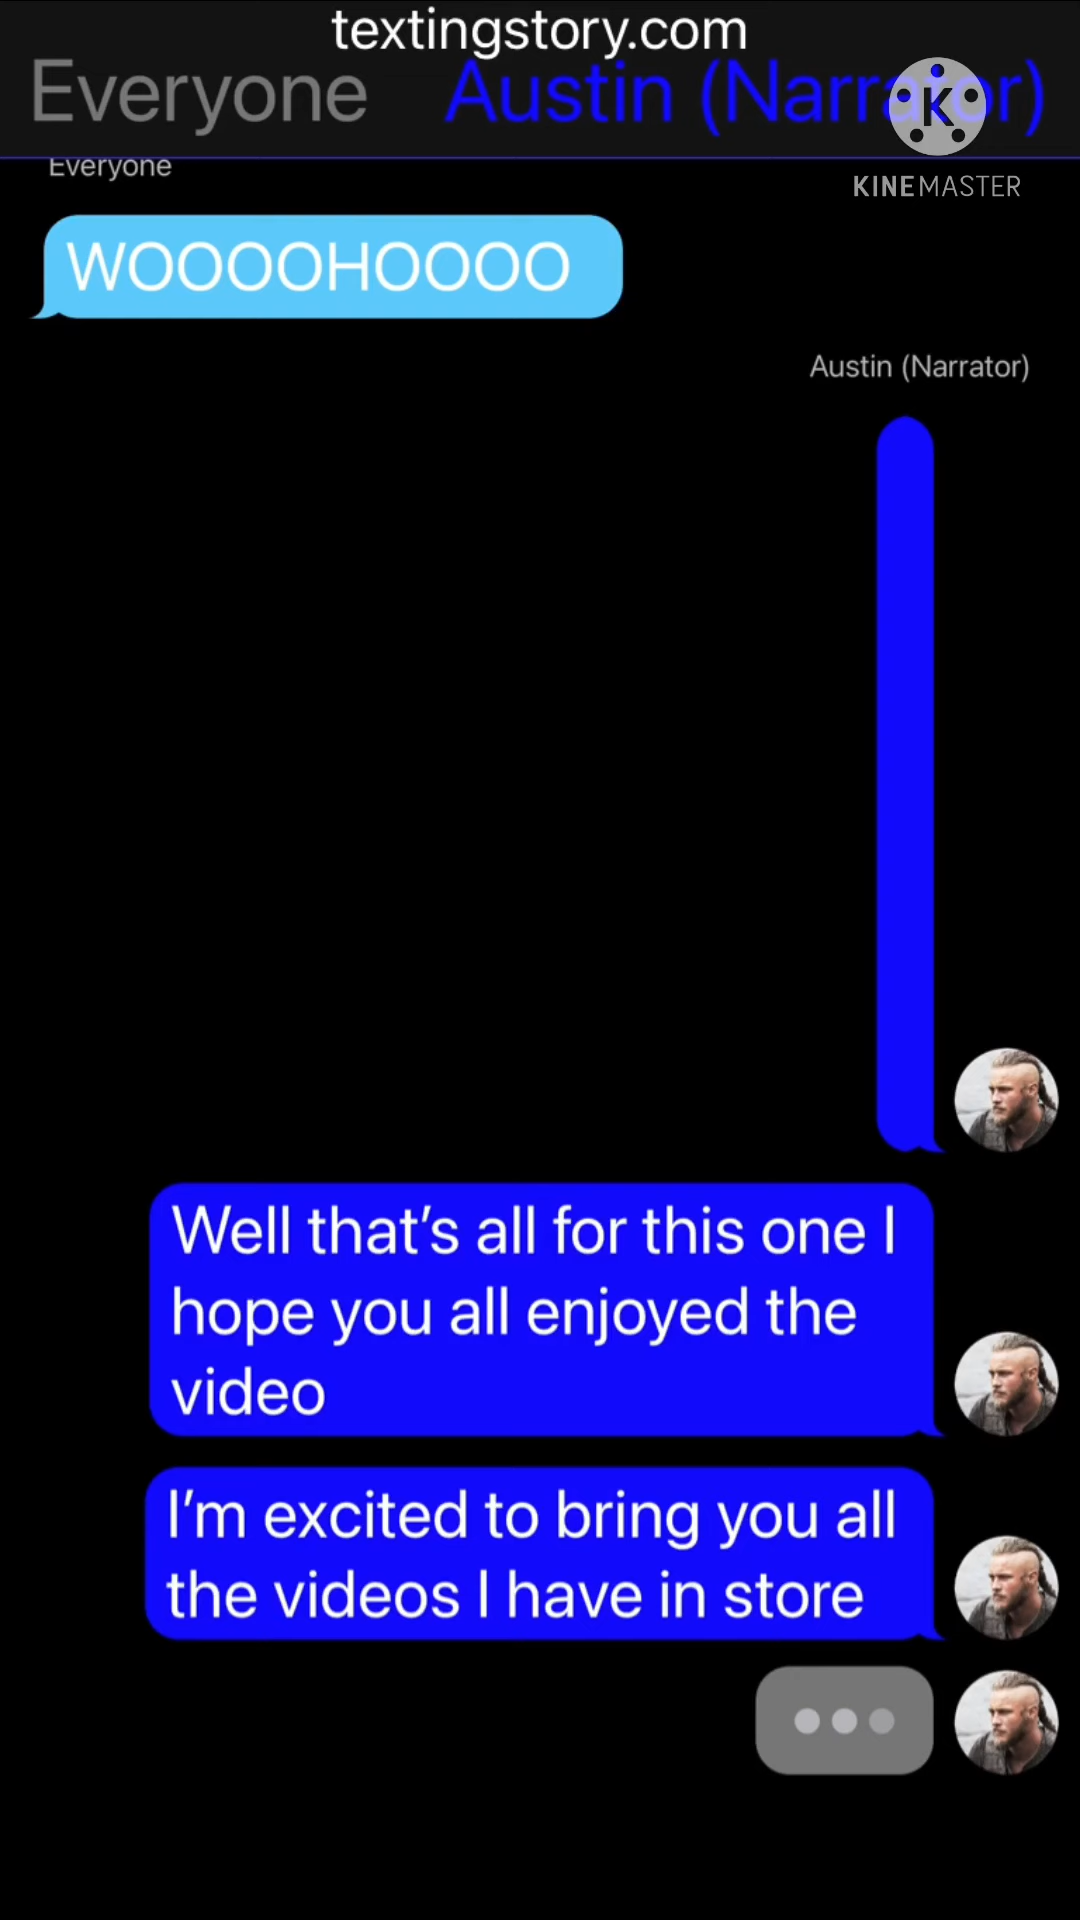 textingstory.com
Everyone Austin (Narrator)
KINEMASTER
Everyone
WOOOOHOOOO
Austin (Narrator)
Well that’s all for this one I
hope you all enjoyed the
video
I’m excited to bring you all
the videos I have in store